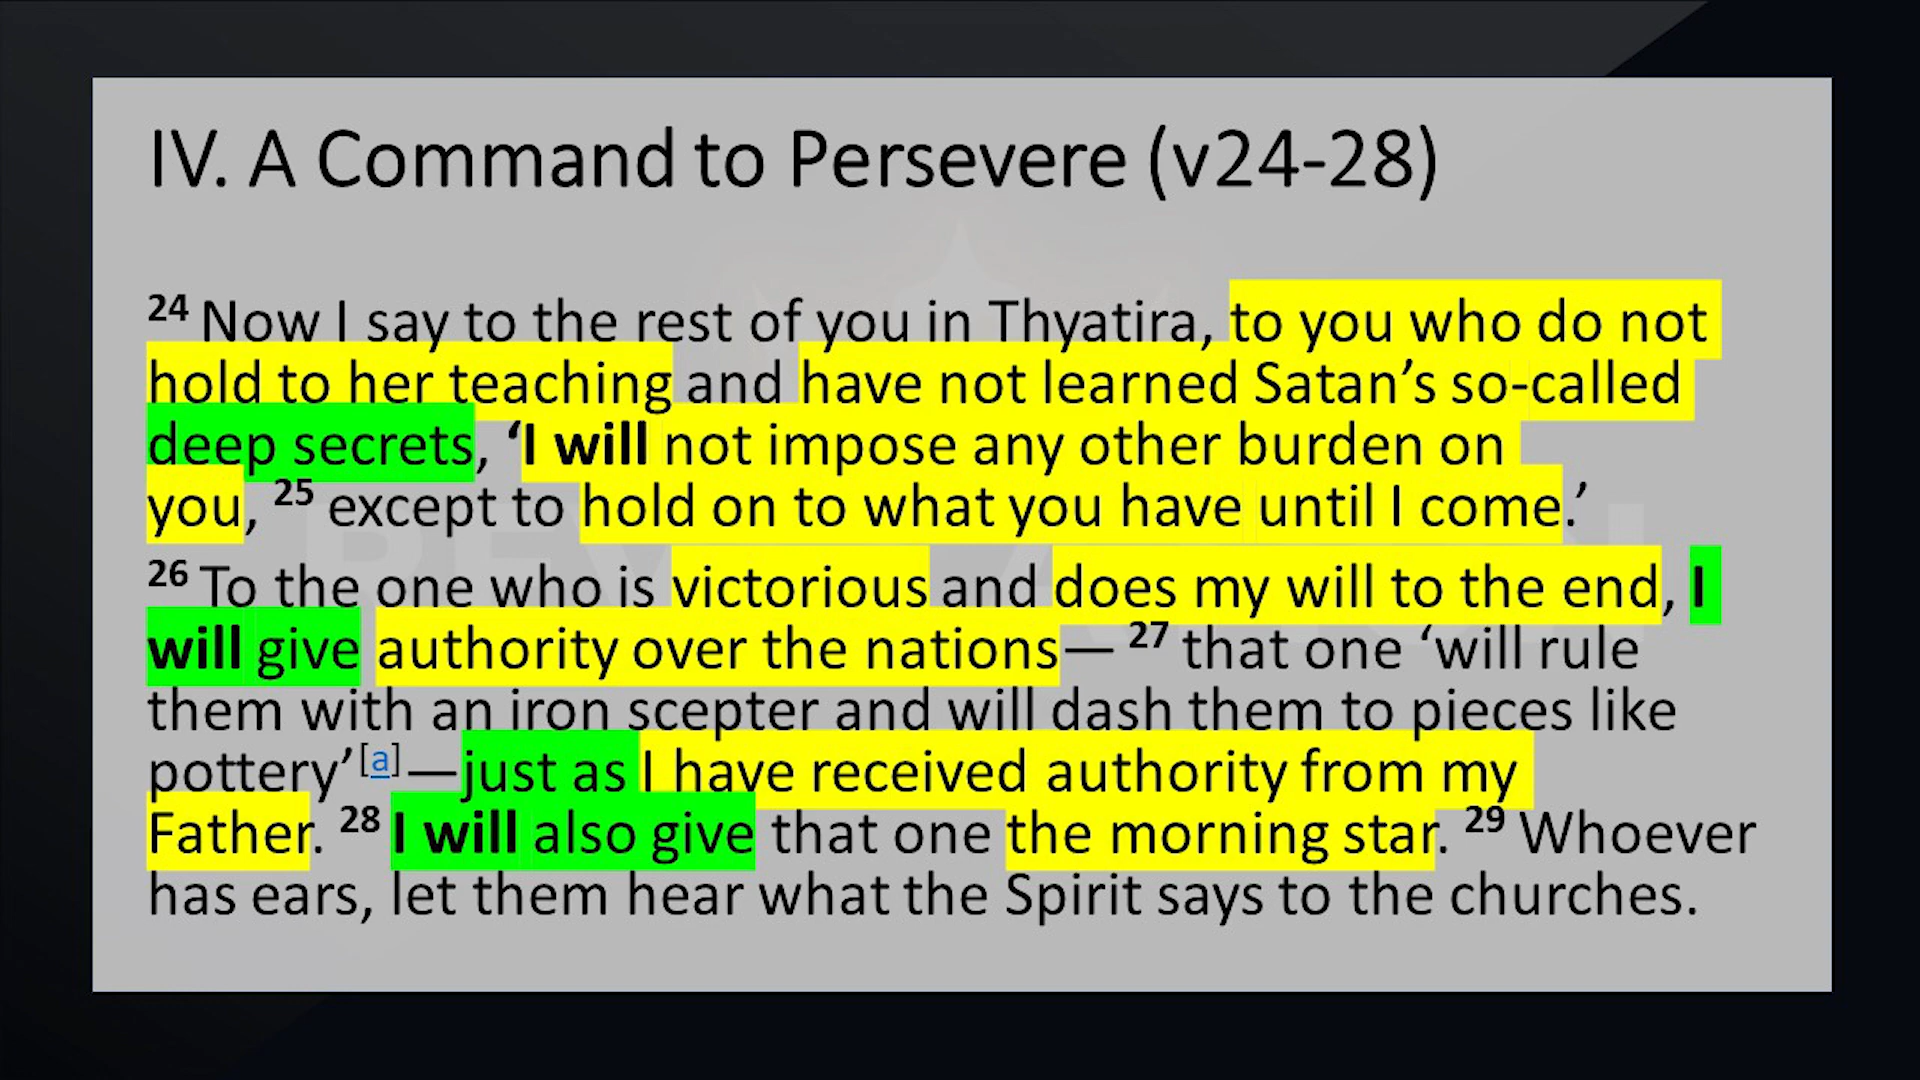 IV. A Command to Persevere (v24-28)
24 Now I say to the rest of you in Thyatira, to you who do not
hold to her teaching and have not learned Satan’s so-called
deep secrets, ‘I will not impose any other burden on
you, 25 except to hold on to what you have until I come.’
26 To the one who is victorious and does my will to the end, I
will give authority over the nations— 27 that one ‘will rule
them with an iron scepter and will dash them to pieces like
pottery’[a]—just as I have received authority from my
Father. 28 I will also give that one the morning star. 29 Whoever
has ears, let them hear what the Spirit says to the churches.